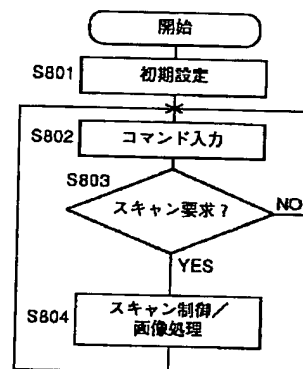 開始
S801
初期設定
S802
コマンド入力
S803
スキャン要求?
NO
YES
S804
スキャン制御/
画像処理